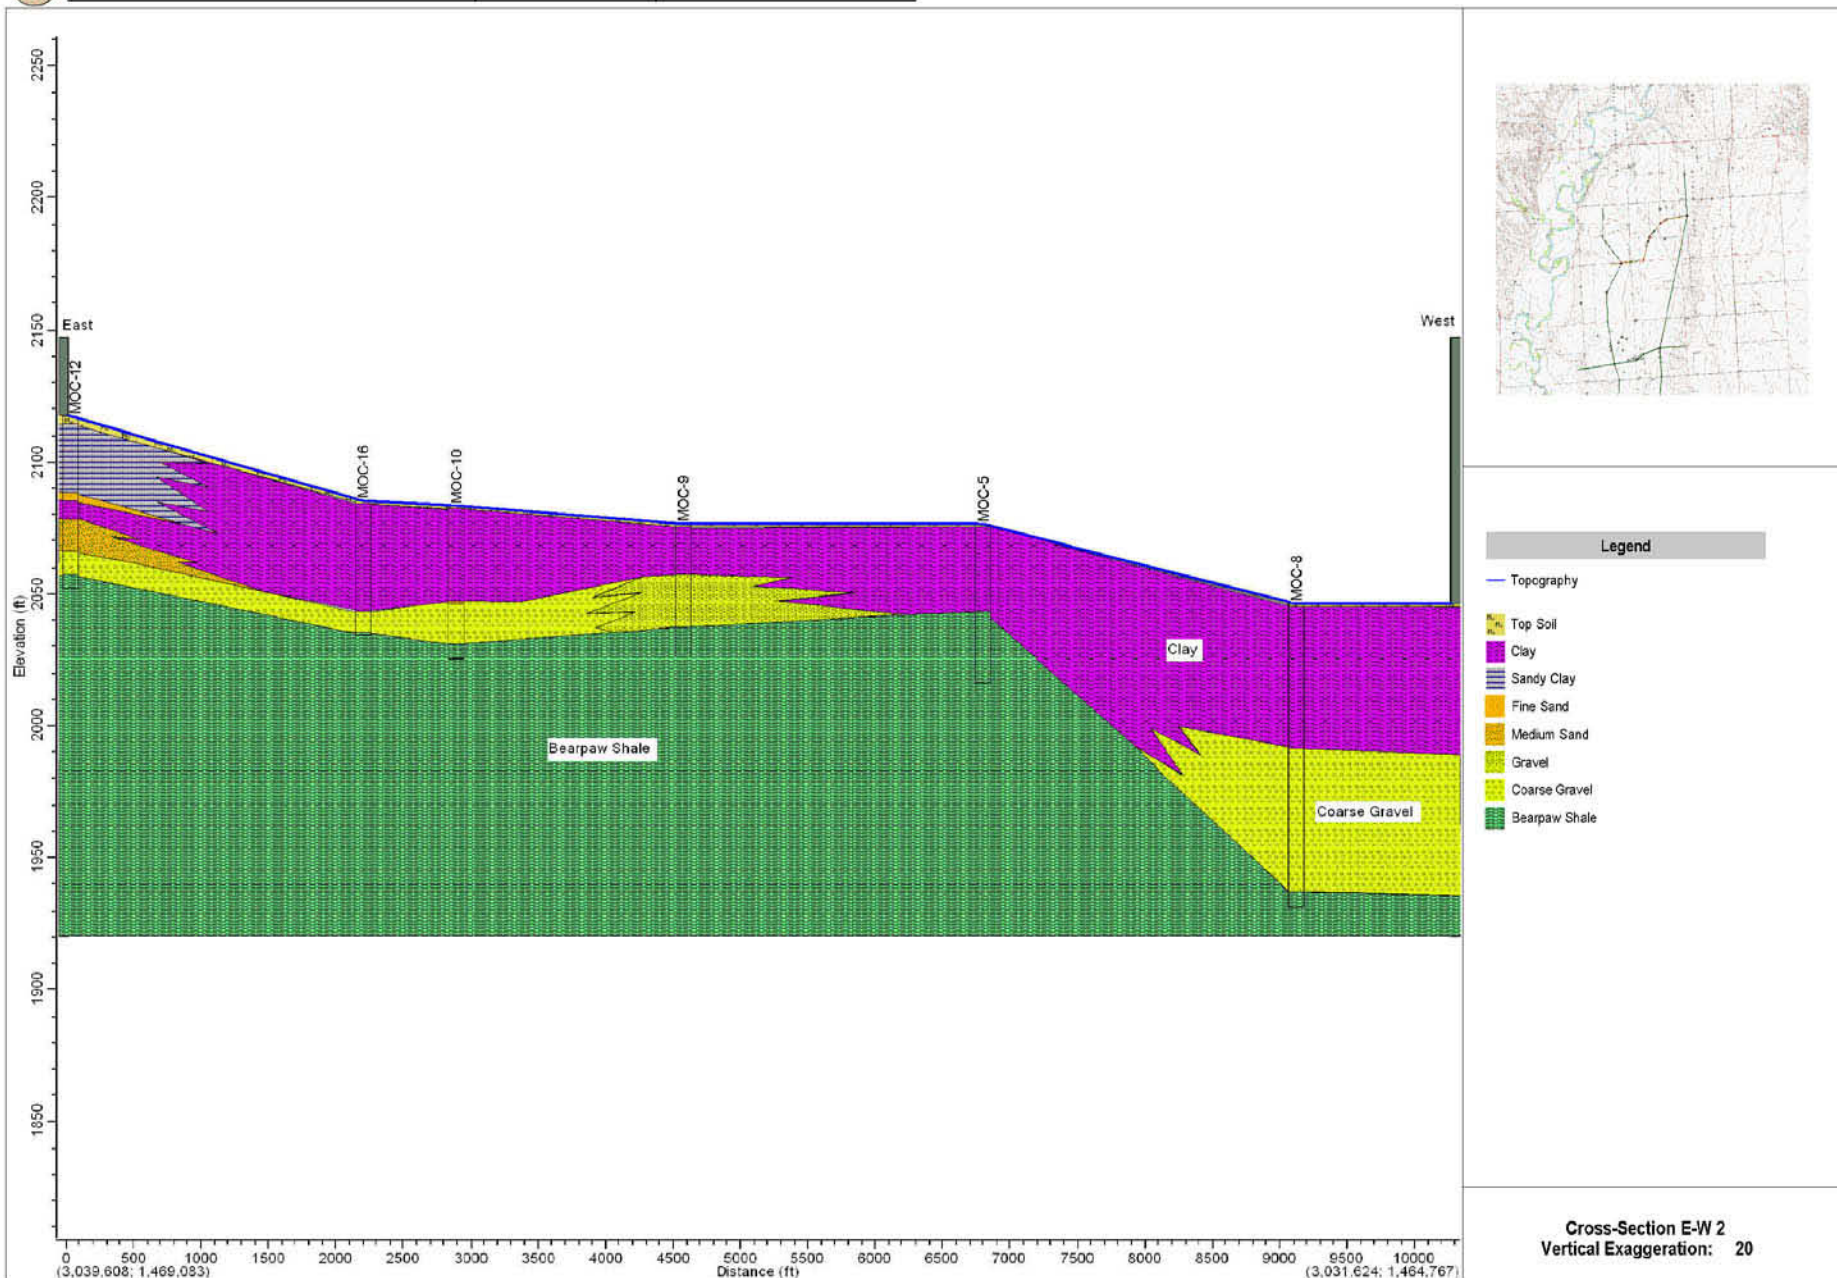 2250
2200
2150
2100
2050
2000
1950
1900
1850
Elevation (ft)
East
West
MOC-12
MOC-16
MOC-10
MOC-9
MOC-5
MOC-8
Clay
Bearpaw Shale
Coarse Gravel
0 500 1000 1500 2000 2500 3000 3500 4000 4500 5000 5500 6000 6500 7000 7500 8000 8500 9000 9500 10000
(3,039,608; 1,469,083)
Distance (ft)
(3,031,624; 1,464,767)
Legend
Topography
Top Soil
Clay
Sandy Clay
Fine Sand
Medium Sand
Gravel
Coarse Gravel
Bearpaw Shale
Cross-Section E-W 2
Vertical Exaggeration: 20